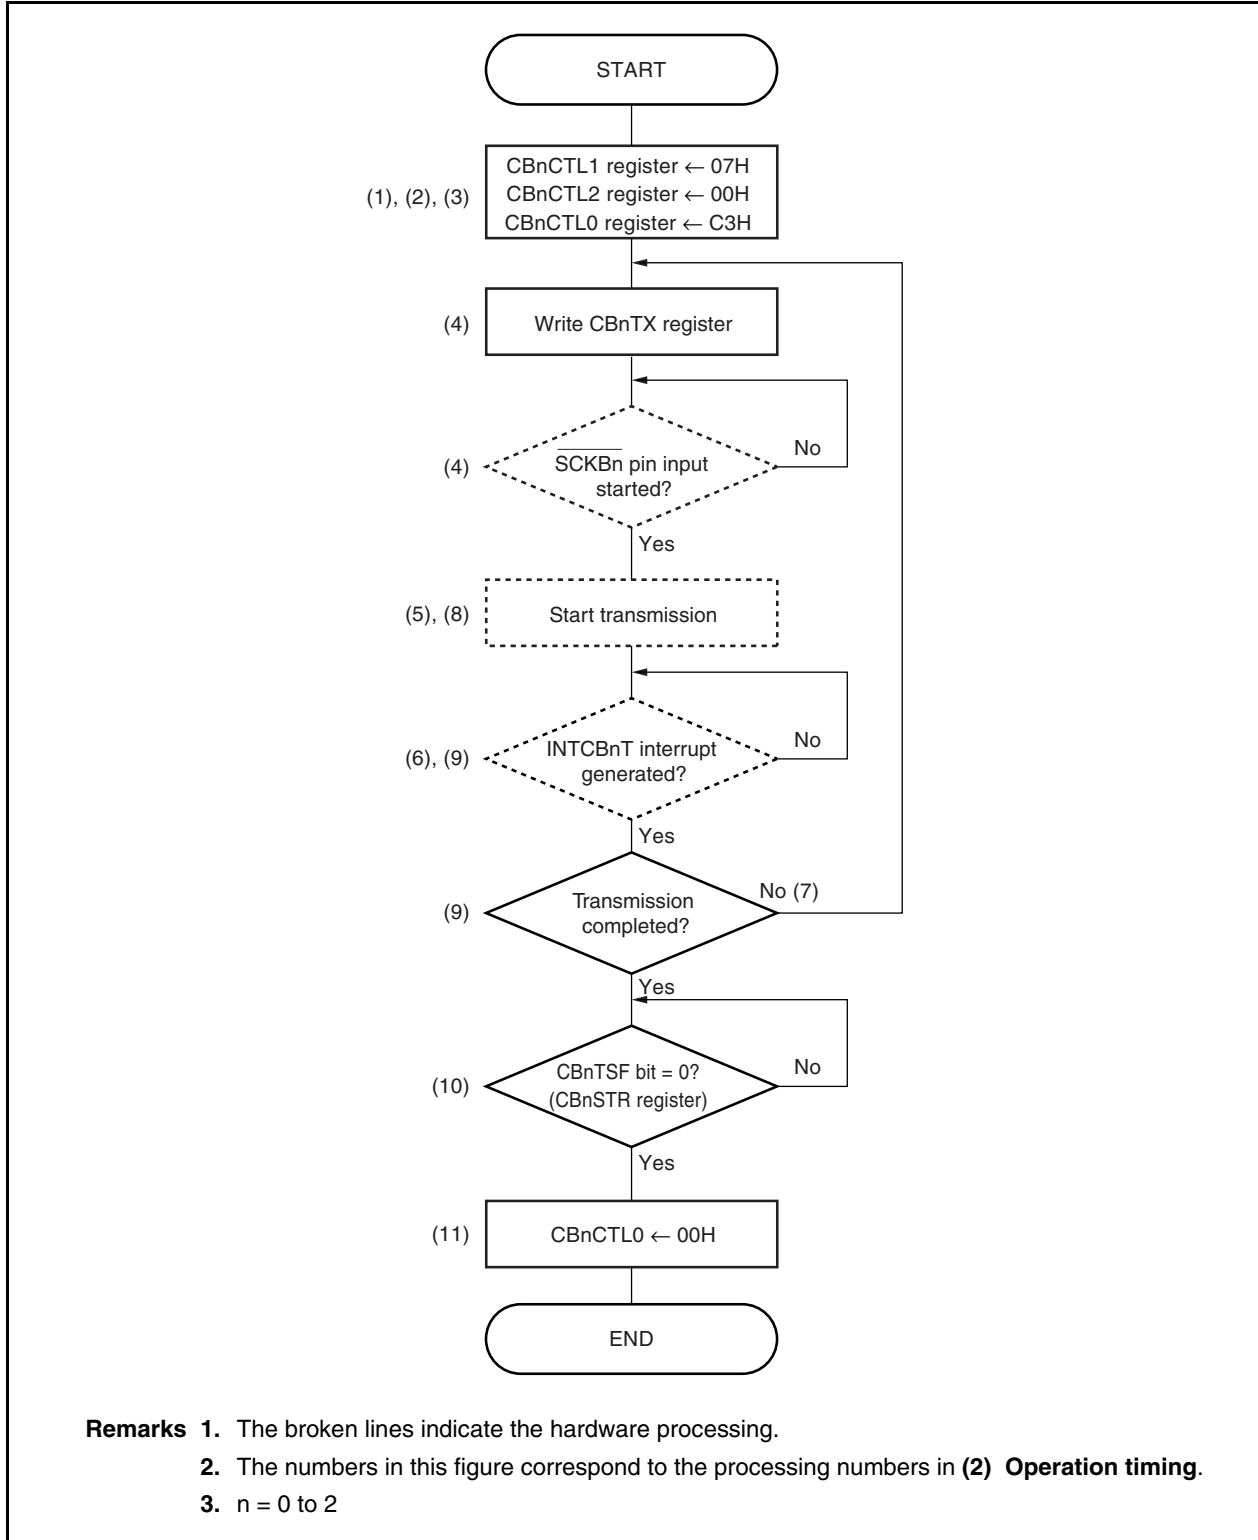 START
(1), (2), (3)
CBnCTL1 register ← 07H
CBnCTL2 register ← 00H
CBnCTL0 register ← C3H
(4)
Write CBnTX register
(4)
SCKBn pin input
started?
No
Yes
(5), (8)
Start transmission
(6), (9)
INTCBnT interrupt
generated?
No
Yes
(9)
Transmission
completed?
No (7)
Yes
(10)
CBnTSF bit = 0?
(CBnSTR register)
No
Yes
(11)
CBnCTL0 ← 00H
END
Remarks 1. The broken lines indicate the hardware processing.
2. The numbers in this figure correspond to the processing numbers in (2) Operation timing.
3. n = 0 to 2